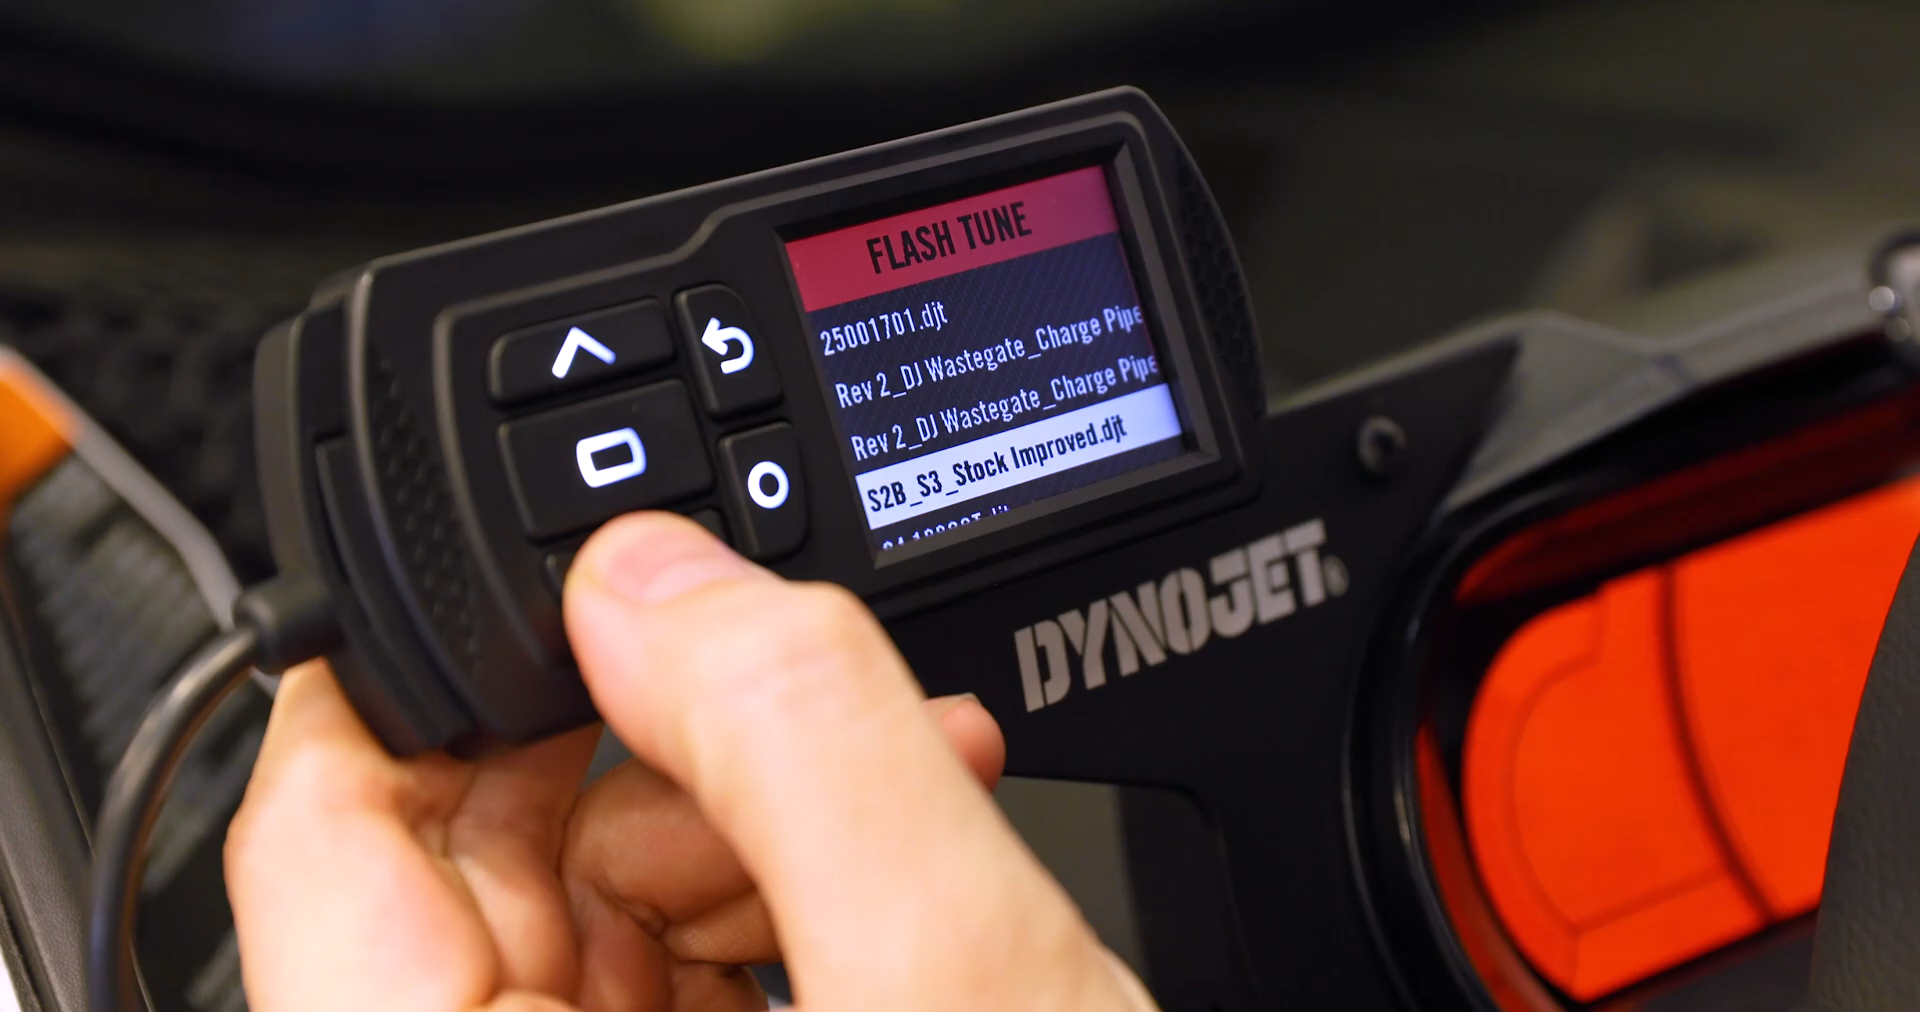 FLASH TUNE
25001701.djt
Rev 2_DJ Wastegate_Charge Pipe
Rev 2_DJ Wastegate_Charge Pipe
S2B_S3_Stock Improved.djt
DYNOJET